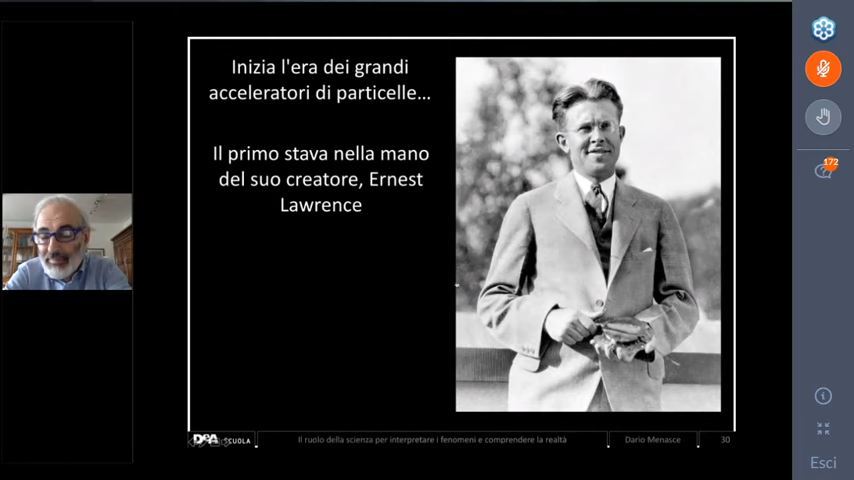 Inizia l'era dei grandi
acceleratori di particelle…
Il primo stava nella mano
del suo creatore, Ernest
Lawrence
172
DeA SCUOLA
Il ruolo della scienza per interpretare i fenomeni e comprendere la realtà
Dario Menasce
30
Esci